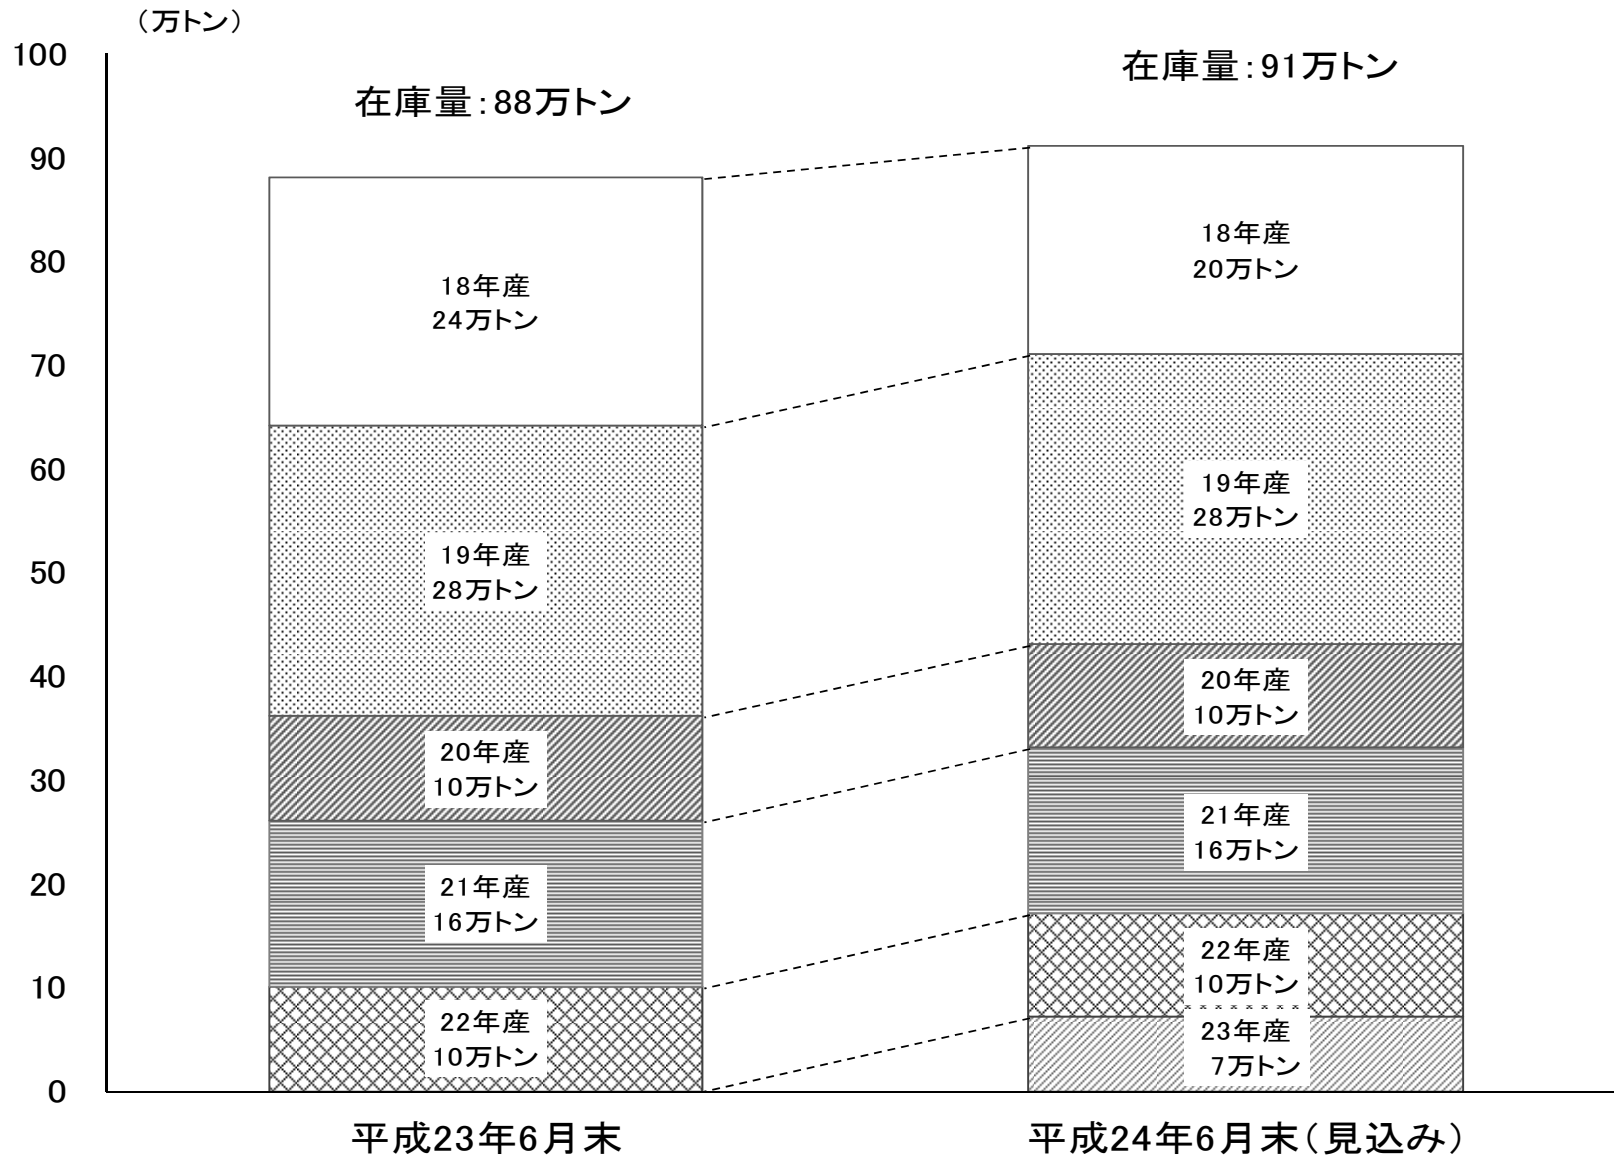 （万トン）
100
90
80
70
60
50
40
30
20
10
0
在庫量：88万トン
18年産
24万トン
19年産
28万トン
20年産
10万トン
21年産
16万トン
22年産
10万トン
平成23年6月末
在庫量：91万トン
18年産
20万トン
19年産
28万トン
20年産
10万トン
21年産
16万トン
22年産
10万トン
23年産
7万トン
平成24年6月末（見込み）